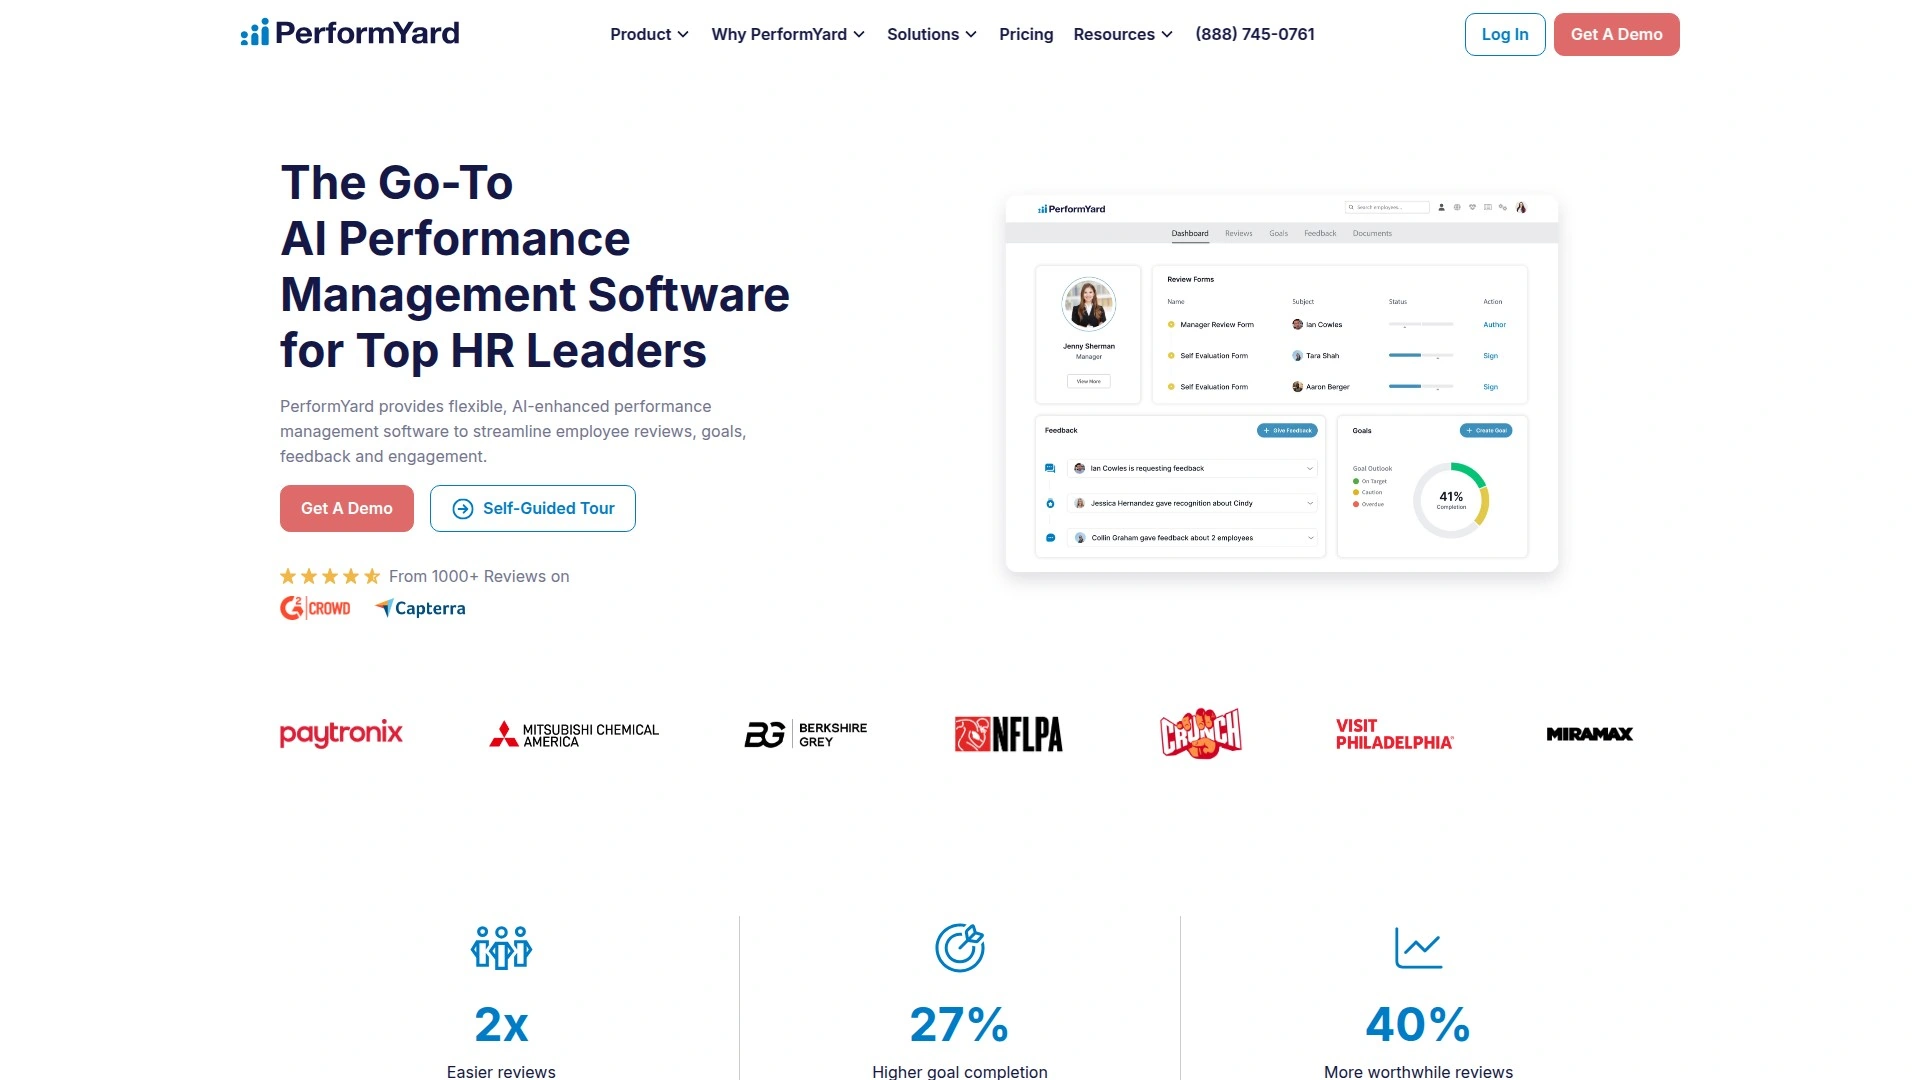 PerformYard
Product
Why PerformYard
Solutions
Pricing
Resources
(888) 745-0761
Log In
Get A Demo
The Go-To
AI Performance
Management Software
for Top HR Leaders
PerformYard provides flexible, AI-enhanced performance
management software to streamline employee reviews, goals,
feedback and engagement.
Get A Demo
Self-Guided Tour
From 1000+ Reviews on
G2 CROWD
Capterra
PerformYard
Search employees...
Dashboard
Reviews
Goals
Feedback
Documents
Jenny Sherman
Manager
View More
Review Forms
Name Subject Status Action
Manager Review Form Ian Cowles Author
Self Evaluation Form Tara Shah Sign
Self Evaluation Form Aaron Berger Sign
Feedback
+ Give Feedback
Ian Cowles is requesting feedback
Jessica Hernandez gave recognition about Cindy
Collin Graham gave feedback about 2 employees
Goals
+ Create Goal
Goal Outlook
On Target
Caution
Overdue
41%
Completion
paytronix
MITSUBISHI CHEMICAL
AMERICA
BG BERKSHIRE
GREY
NFLPA
CRUNCH
VISIT
PHILADELPHIA
MIRAMAX
2x
Easier reviews
27%
Higher goal completion
40%
More worthwhile reviews